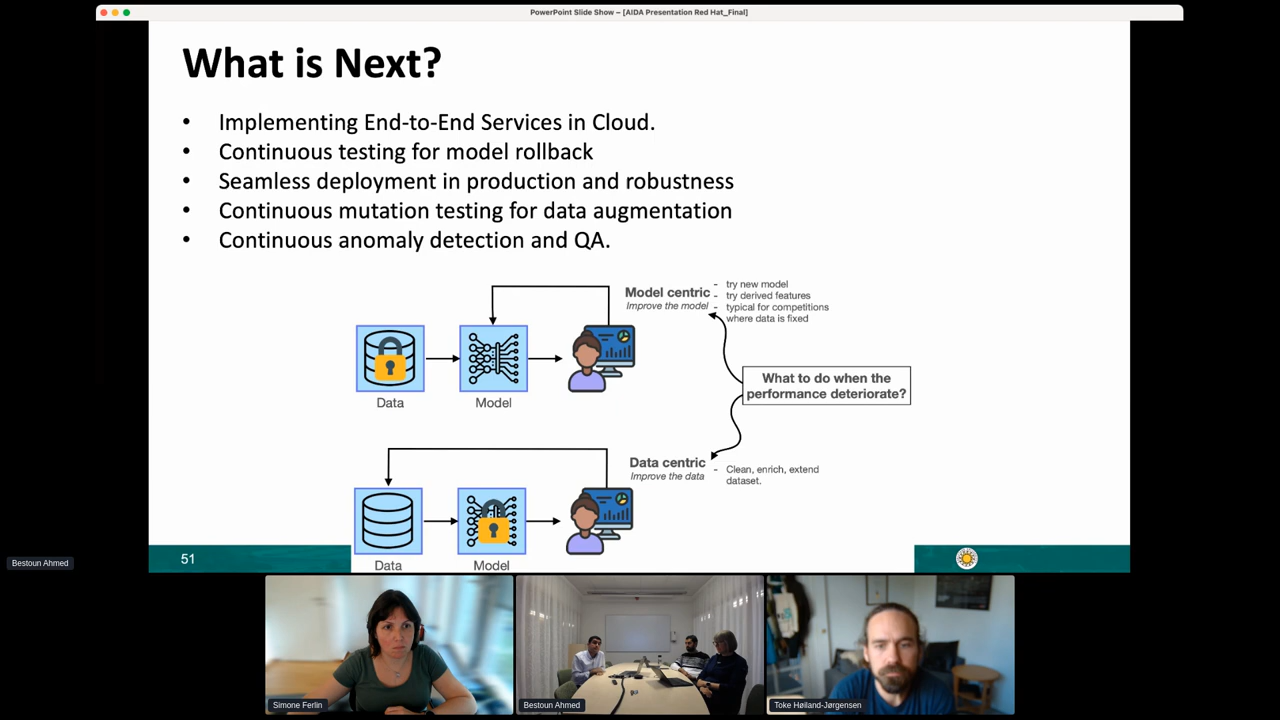 PowerPoint Slide Show – [AIDA Presentation Red Hat_Final]
What is Next?
• Implementing End-to-End Services in Cloud.
• Continuous testing for model rollback
• Seamless deployment in production and robustness
• Continuous mutation testing for data augmentation
• Continuous anomaly detection and QA.
Model centric
Improve the model
- try new model
- try derived features
- typical for competitions
where data is fixed
Data
Model
What to do when the
performance deteriorate?
Data centric
Improve the data
- Clean, enrich, extend
dataset.
Data
Model
51
Bestoun Ahmed
Simone Ferlin
Bestoun Ahmed
Toke Høiland-Jørgensen